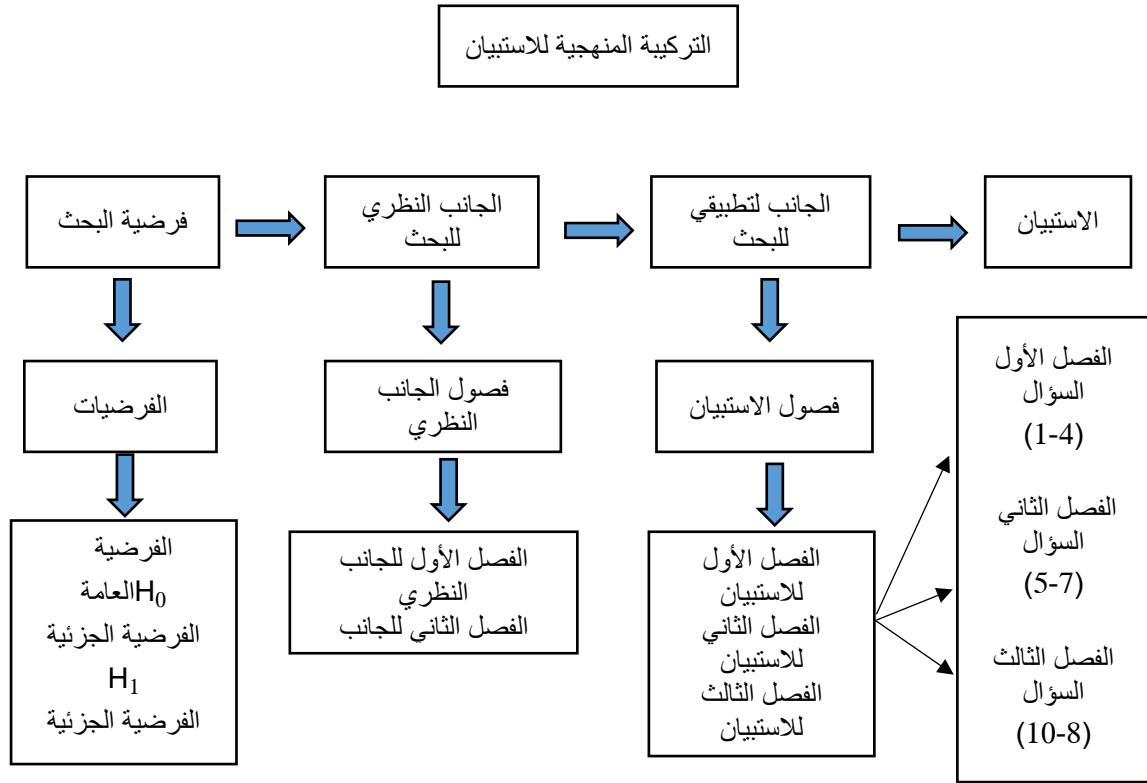 التركيبة المنهجية للاستبيان
فرضية البحث
الجانب النظري
للبحث
الجانب لتطبيقي
للبحث
الاستبيان
الفرضيات
فصول الجانب
النظري
فصول الاستبيان
الفرضية
H0العامة
الفرضية الجزئية
H1
الفرضية الجزئية
الفصل الأول للجانب
النظري
الفصل الثاني للجانب
الفصل الأول
للاستبيان
الفصل الثاني
للاستبيان
الفصل الثالث
للاستبيان
الفصل الأول
السؤال
(1-4)
الفصل الثاني
السؤال
(5-7)
الفصل الثالث
السؤال
(10-8)